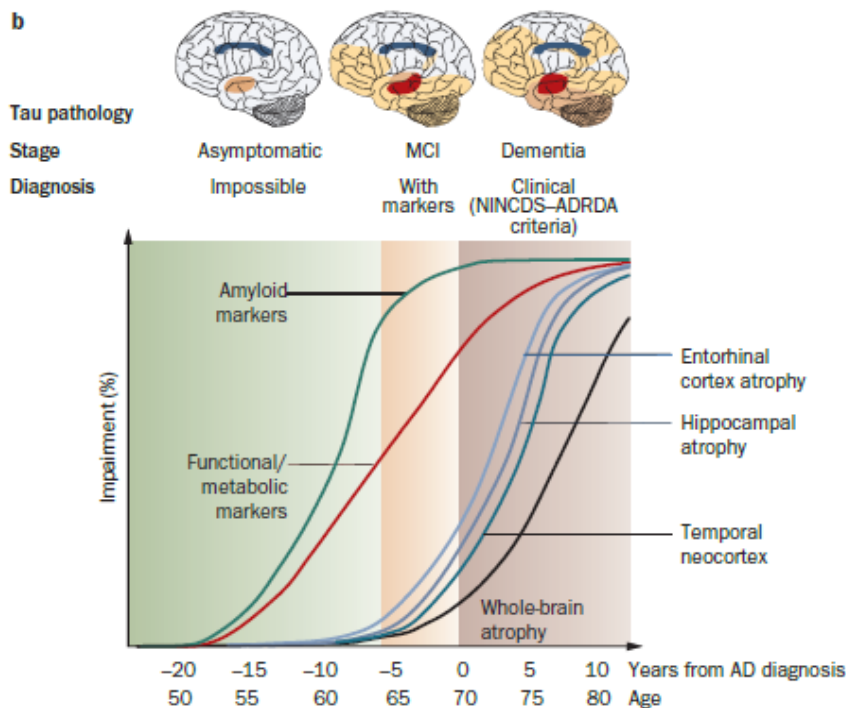 b
Tau pathology
Stage Asymptomatic MCI Dementia
Diagnosis Impossible With markers Clinical (NINCDS–ADRDA criteria)
Impairment (%)
Amyloid
markers
Functional/
metabolic
markers
Entorhinal
cortex atrophy
Hippocampal
atrophy
Temporal
neocortex
Whole-brain
atrophy
–20 –15 –10 –5 0 5 10 Years from AD diagnosis
50 55 60 65 70 75 80 Age